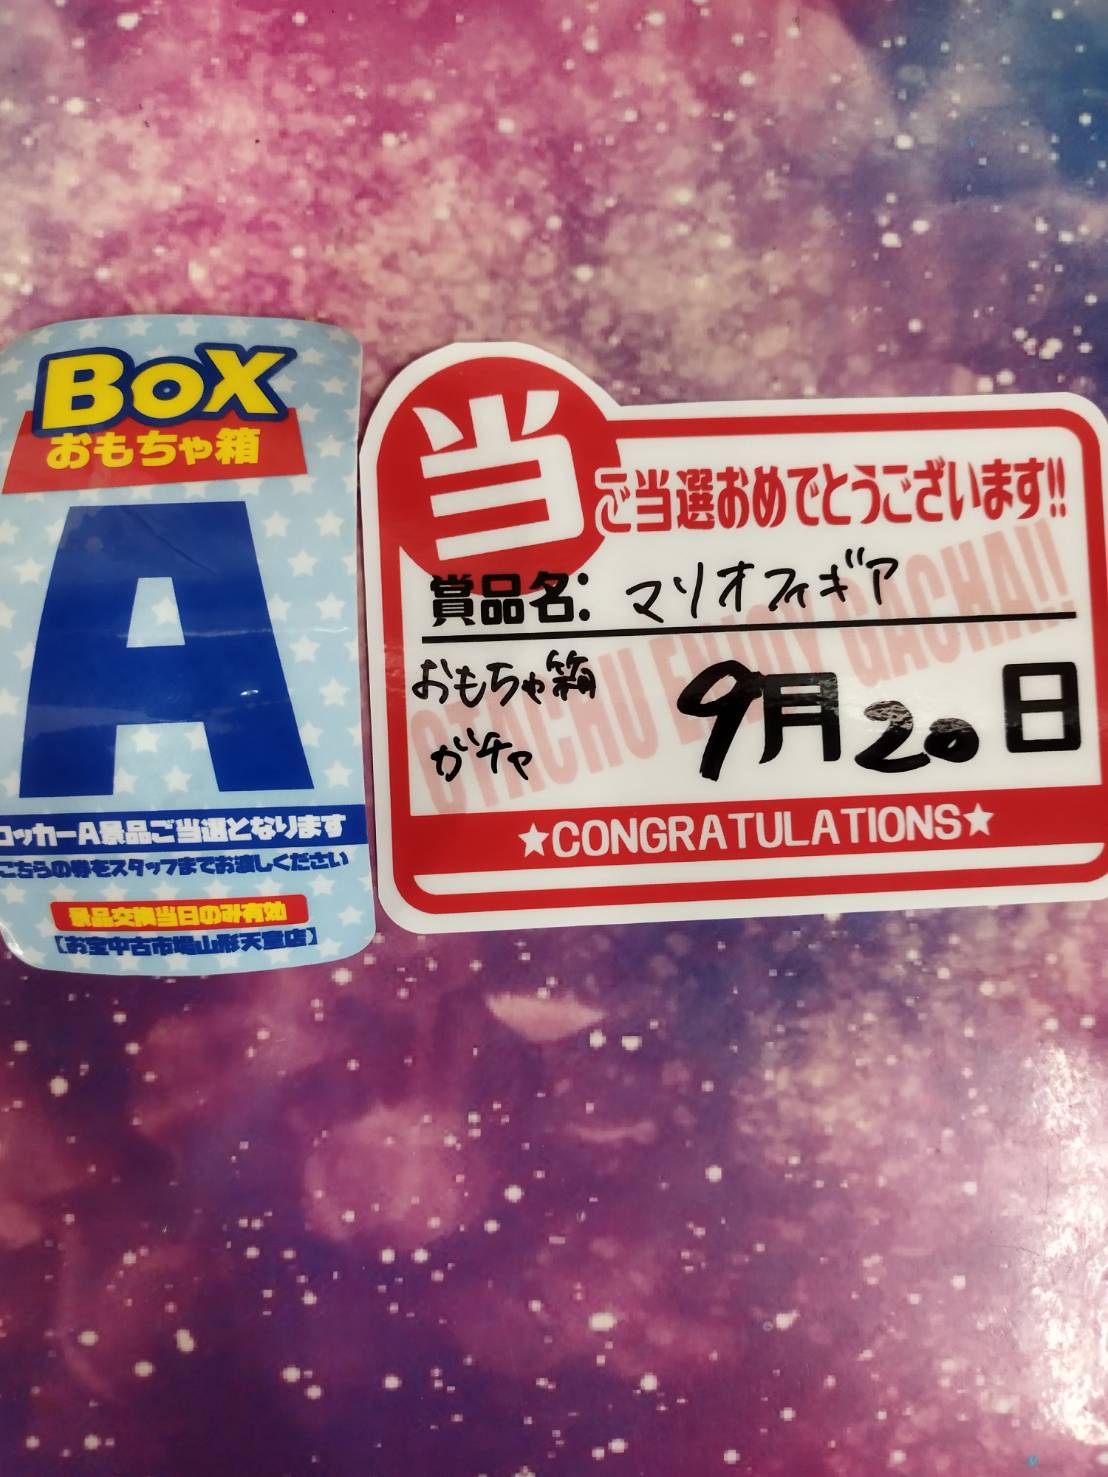 BOX
おもちゃ箱
A
ロッカーA景品ご当選となります
こちらの券をスタッフまでお渡しください
景品交換当日のみ有効
【お宝中古市場山形天童店】
当
ご当選おめでとうございます!!
賞品名: マリオフィギア
おもちゃ箱
ガチャ
9月20日
OTACHU ENJOY GACHA!!
★CONGRATULATIONS★